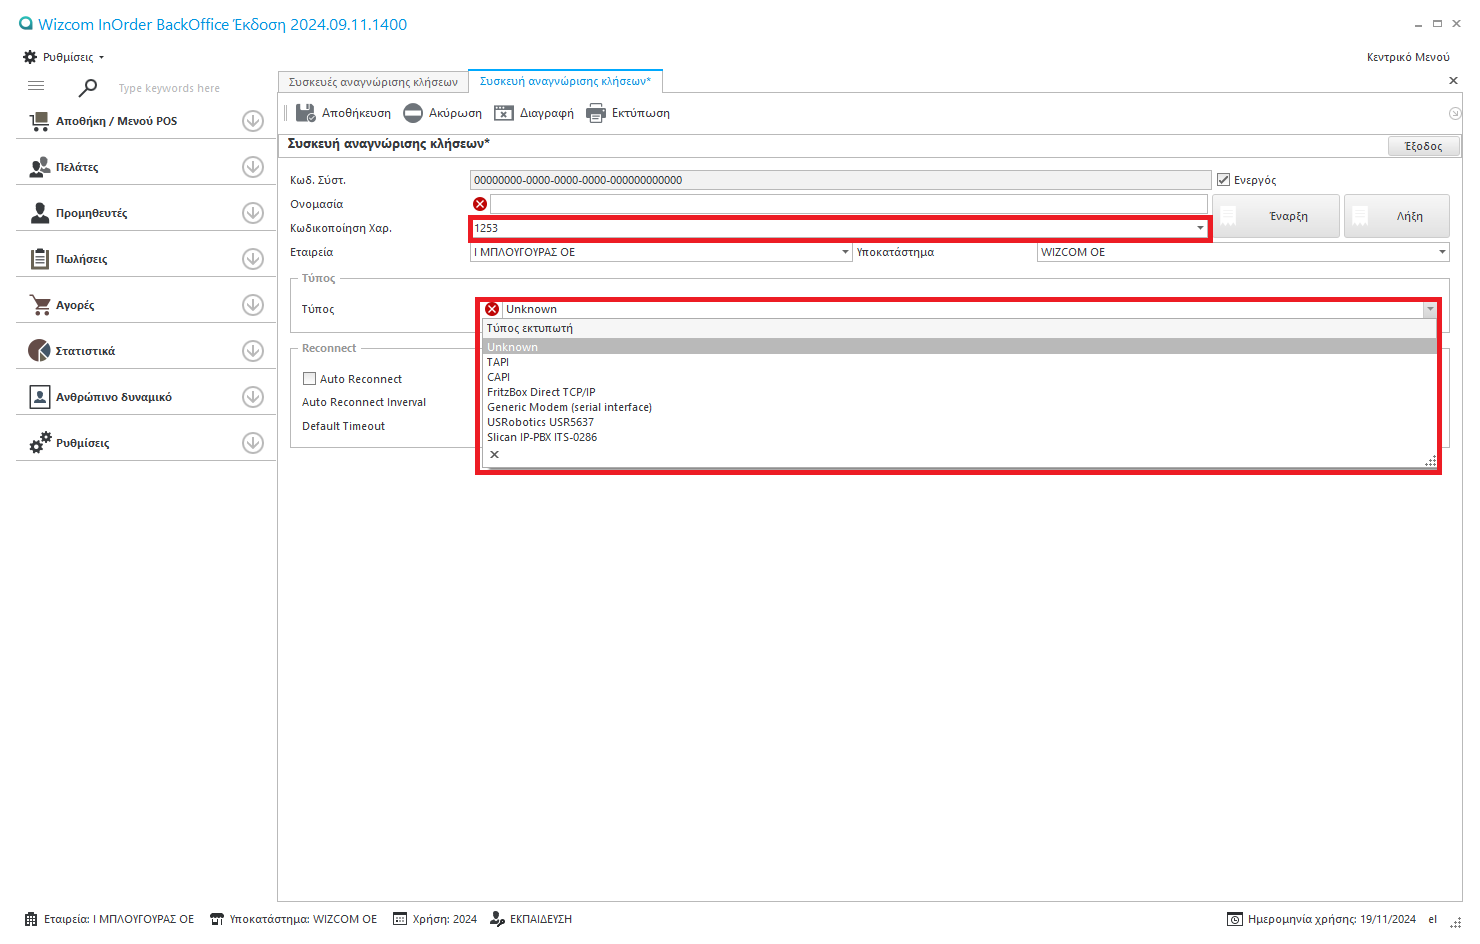 Wizcom InOrder BackOffice Έκδοση 2024.09.11.1400
Ρυθμίσεις
Κεντρικό Μενού
Type keywords here
Συσκευές αναγνώρισης κλήσεων
Συσκευή αναγνώρισης κλήσεων*
Αποθήκευση
Ακύρωση
Διαγραφή
Εκτύπωση
Αποθήκη / Μενού POS
Πελάτες
Προμηθευτές
Πωλήσεις
Αγορές
Στατιστικά
Ανθρώπινο δυναμικό
Ρυθμίσεις
Συσκευή αναγνώρισης κλήσεων*
Έξοδος
Κωδ. Σύστ.
00000000-0000-0000-0000-000000000000
Ενεργός
Ονομασία
Έναρξη
Λήξη
Κωδικοποίηση Χαρ.
1253
Εταιρεία
Ι ΜΠΛΟΥΓΟΥΡΑΣ ΟΕ
Υποκατάστημα
WIZCOM OE
Τύπος
Τύπος
Unknown
Τύπος εκτυπωτή
Unknown
TAPI
CAPI
FritzBox Direct TCP/IP
Generic Modem (serial interface)
USRobotics USR5637
Slican IP-PBX ITS-0286
Reconnect
Auto Reconnect
Auto Reconnect Inverval
Default Timeout
Εταιρεία: Ι ΜΠΛΟΥΓΟΥΡΑΣ ΟΕ
Υποκατάστημα: WIZCOM OE
Χρήση: 2024
ΕΚΠΑΙΔΕΥΣΗ
Ημερομηνία χρήσης: 19/11/2024
el